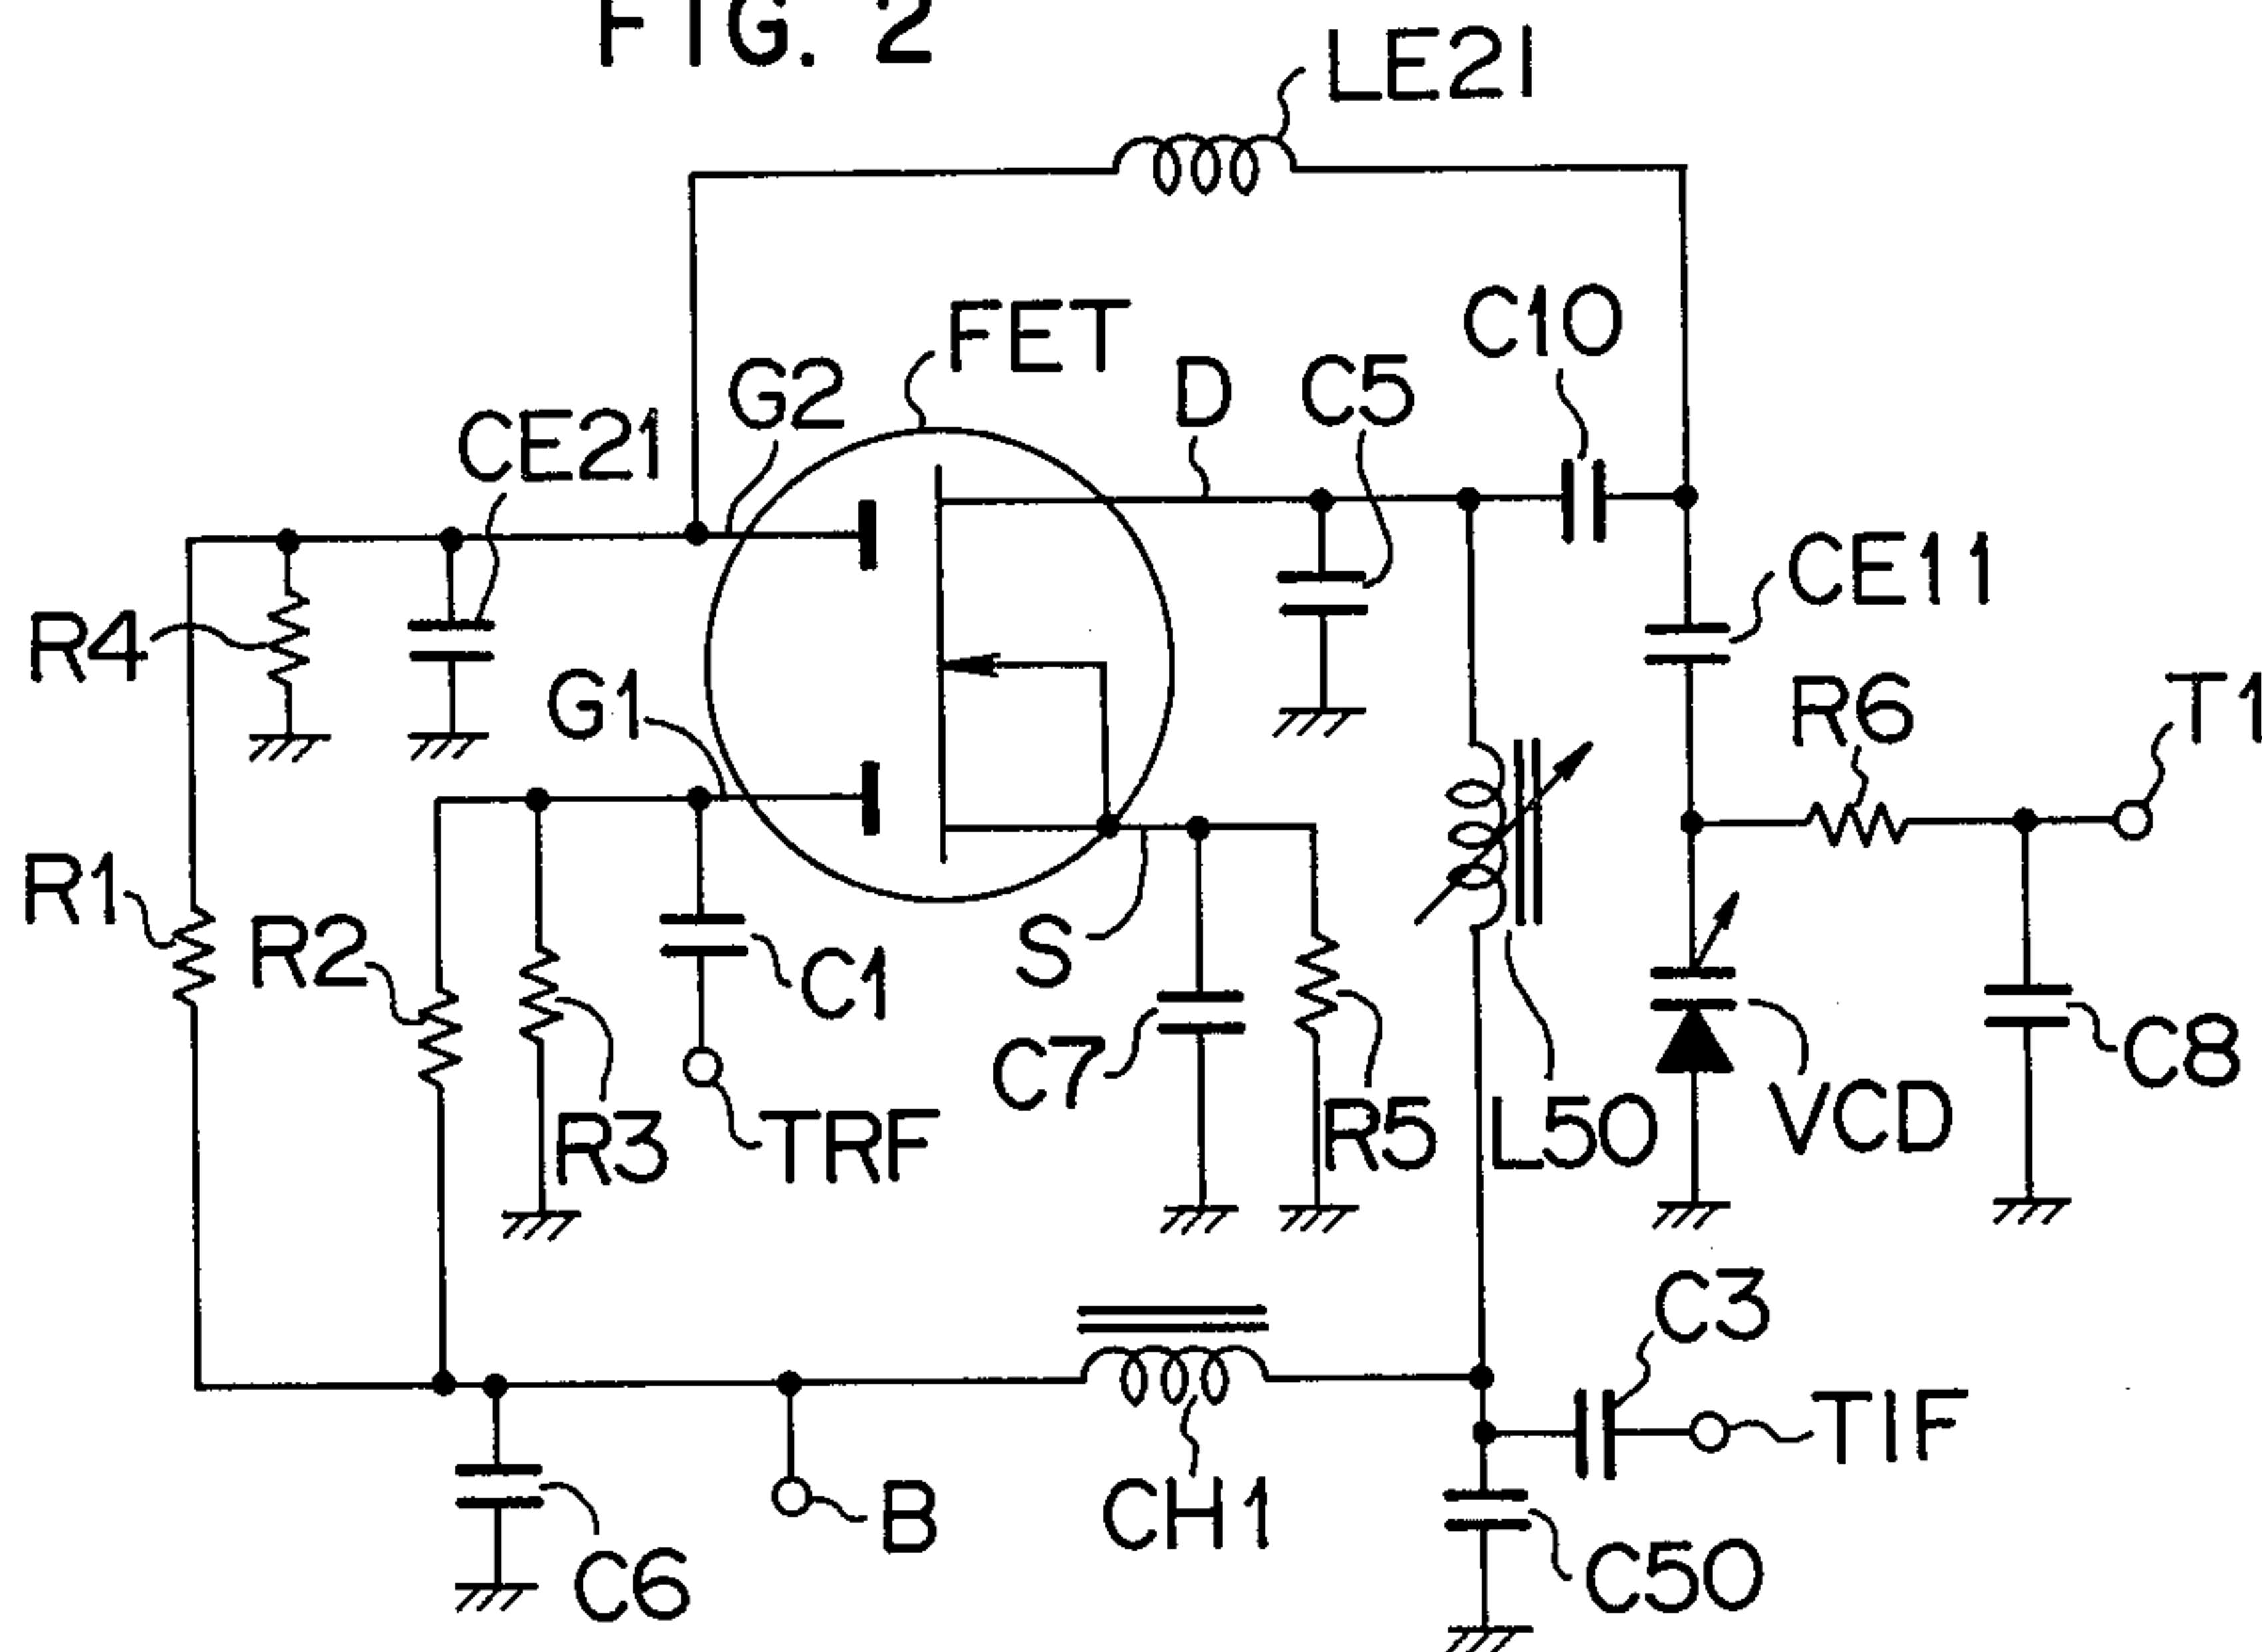 FIG. 2
LE21
FET
C10
G2
D
C5
CE21
CE11
R4
G1
R6
T1
R1
R2
C1
S
C7
R3
TRF
R5
L50
VCD
C8
C3
TIF
B
CH1
C6
C50